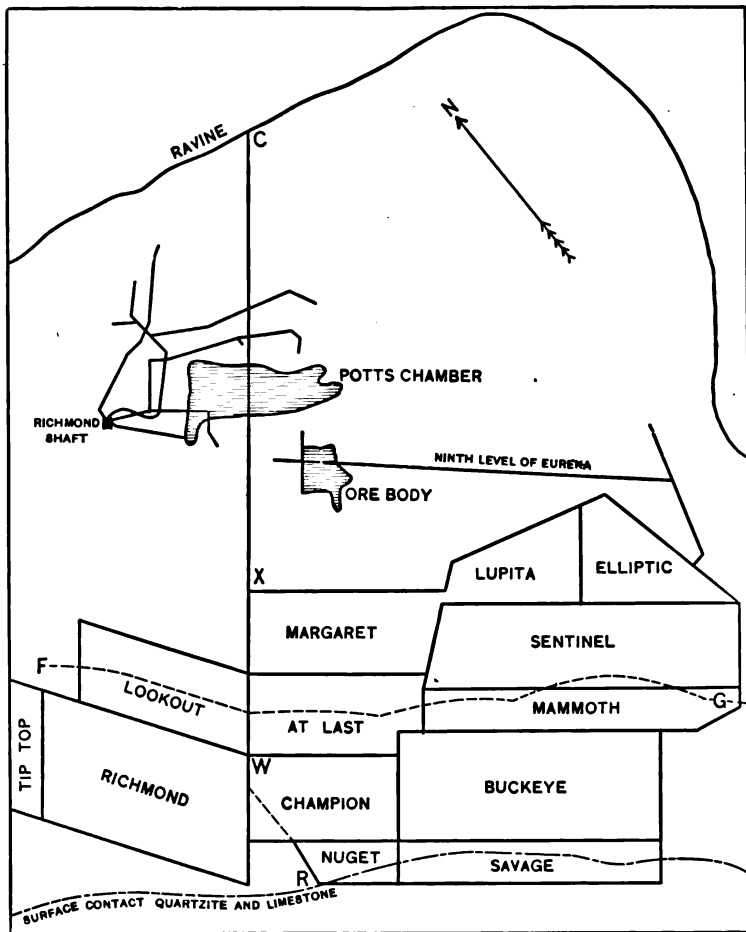 RAVINE
C
N
POTTS CHAMBER
RICHMOND
SHAFT
NINTH LEVEL OF EUREKA
ORE BODY
X
LUPITA
ELLIPTIC
MARGARET
SENTINEL
F
LOOKOUT
G
MAMMOTH
AT LAST
TIP TOP
W
RICHMOND
CHAMPION
BUCKEYE
NUGET
SAVAGE
R
SURFACE CONTACT QUARTZITE AND LIMESTONE